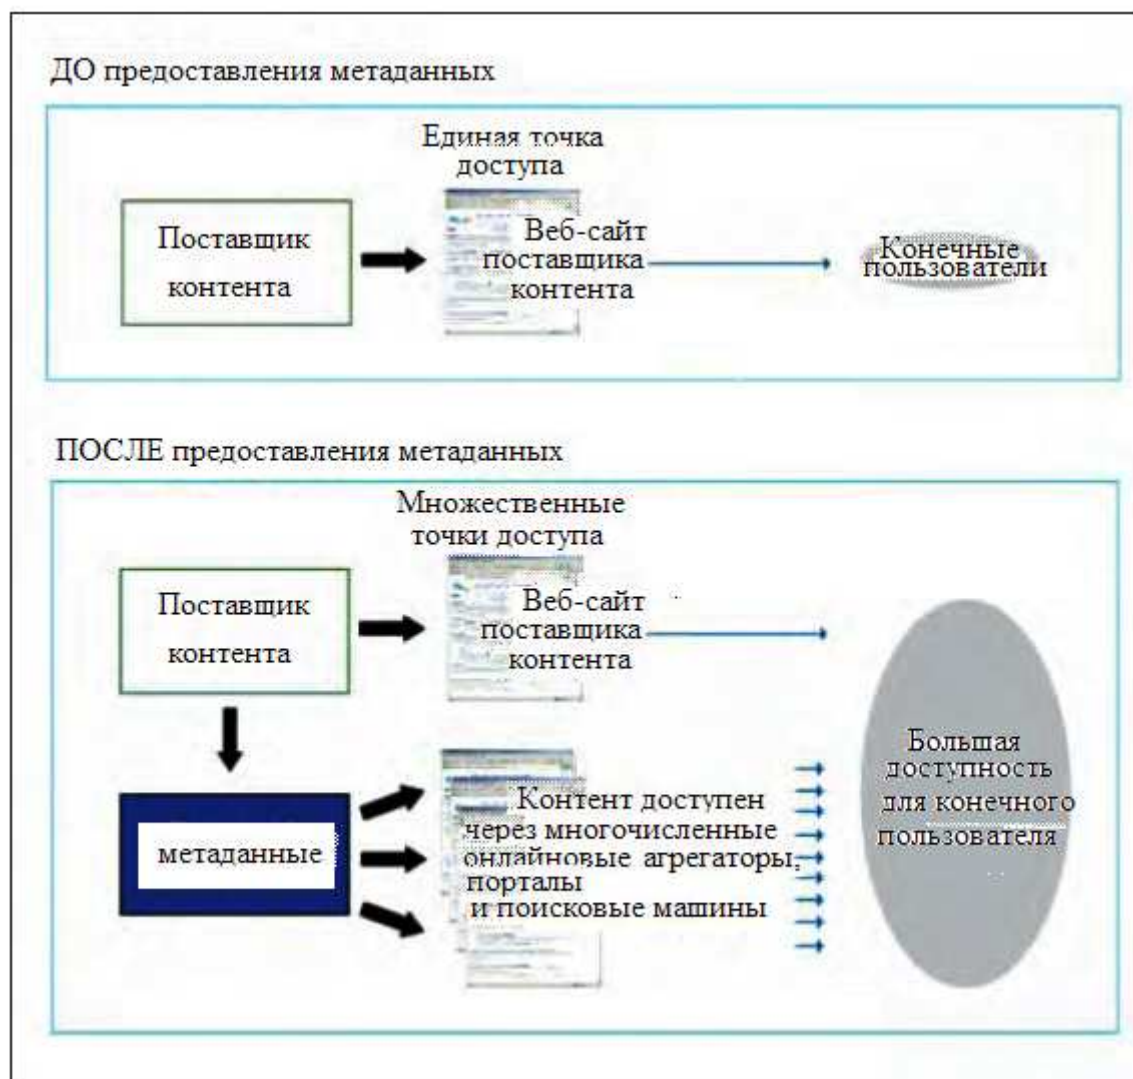 ДО предоставления метаданных
Единая точка
доступа
Поставщик
контента
Веб-сайт
поставщика
контента
Конечные
пользователи
ПОСЛЕ предоставления метаданных
Множественные
точки доступа
Поставщик
контента
Веб-сайт
поставщика
контента
метаданные
Контент доступен
через многочисленные
онлайновые агрегаторы,
порталы
и поисковые машины
Большая
доступность
для конечного
пользователя